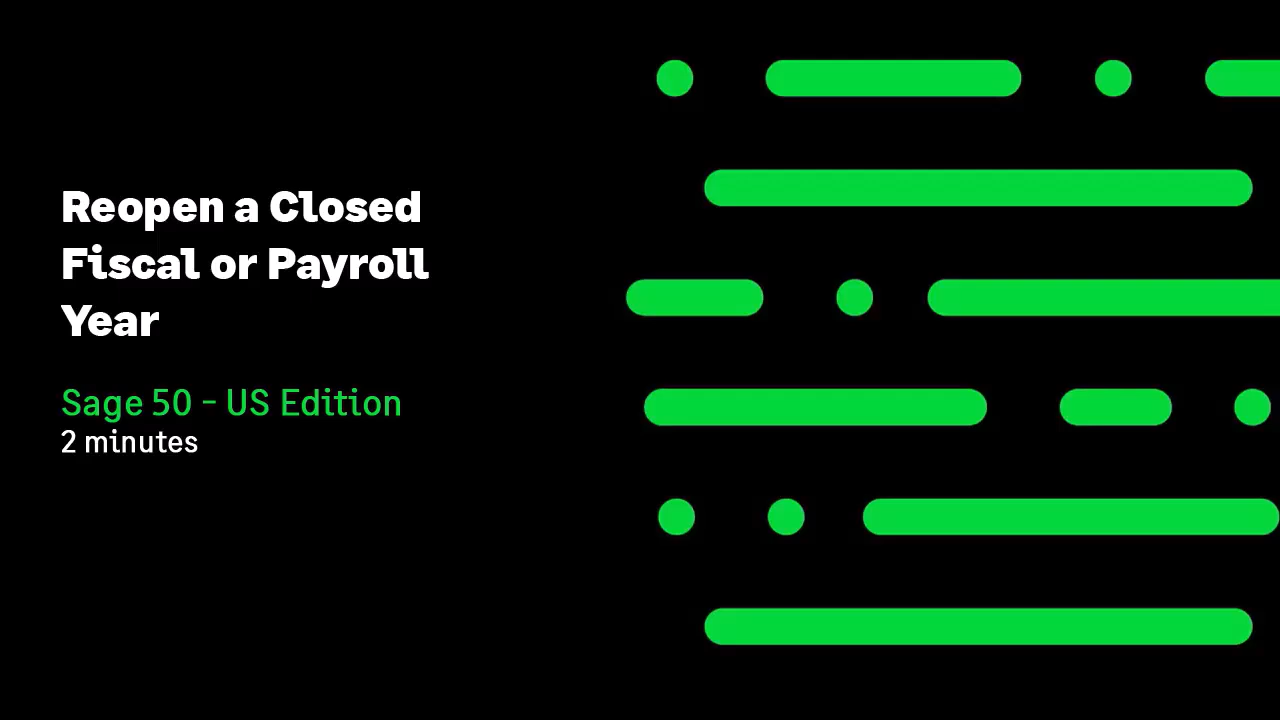 Reopen a Closed
Fiscal or Payroll
Year
Sage 50 - US Edition
2 minutes